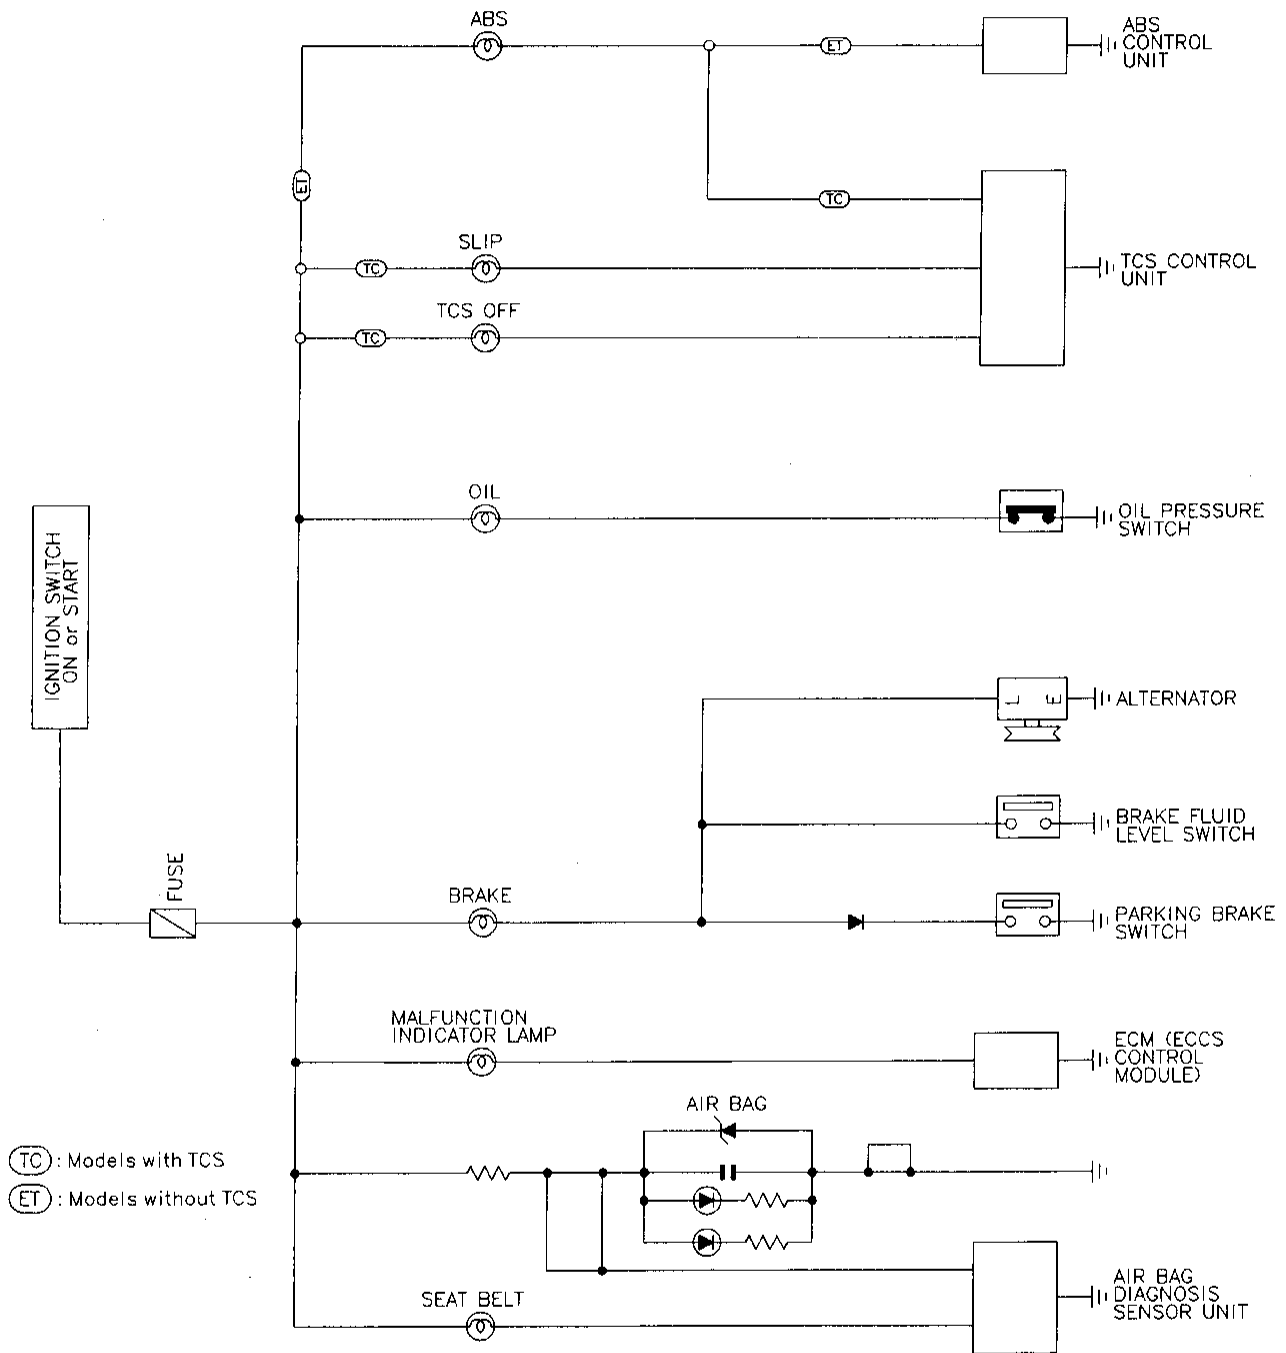 ABS
ET
ABS
CONTROL
UNIT
ET
TC
SLIP
TC
TCS CONTROL
UNIT
TCS OFF
TC
OIL
OIL PRESSURE
SWITCH
IGNITION SWITCH
ON or START
L E
ALTERNATOR
BRAKE FLUID
LEVEL SWITCH
FUSE
BRAKE
PARKING BRAKE
SWITCH
MALFUNCTION
INDICATOR LAMP
ECM (ECCS
CONTROL
MODULE)
AIR BAG
TC : Models with TCS
ET : Models without TCS
SEAT BELT
AIR BAG
DIAGNOSIS
SENSOR UNIT